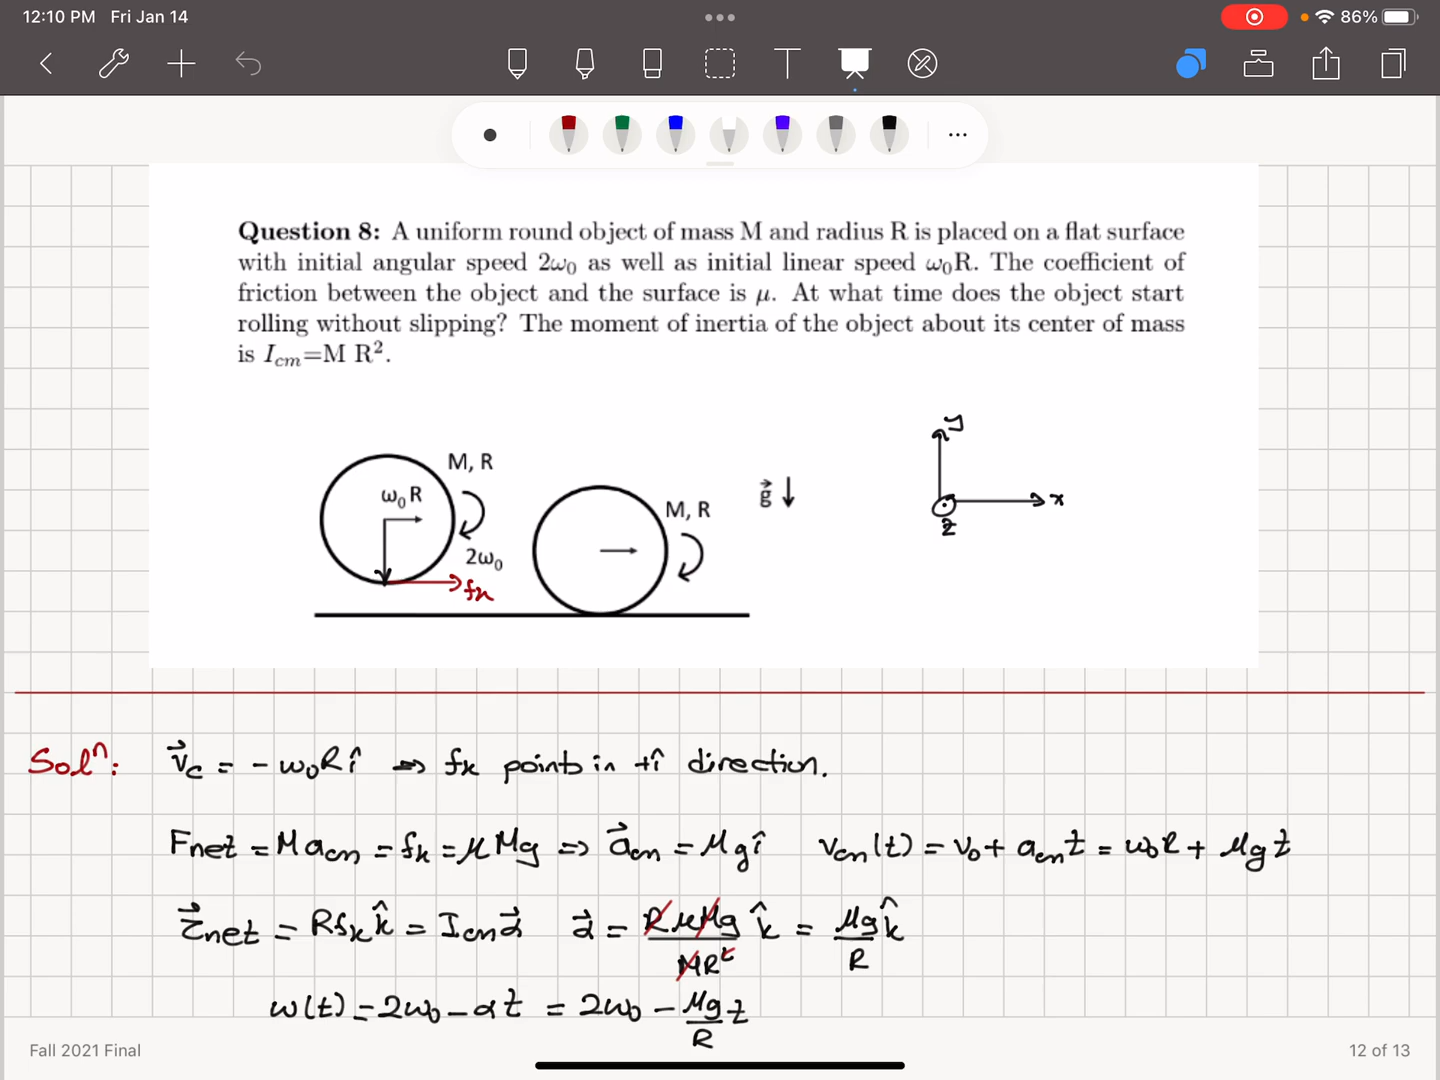 12:10 PM Fri Jan 14
86%
Question 8: A uniform round object of mass M and radius R is placed on a flat surface
with initial angular speed 2ω₀ as well as initial linear speed ω₀R. The coefficient of
friction between the object and the surface is μ. At what time does the object start
rolling without slipping? The moment of inertia of the object about its center of mass
is I_cm=M R².
M, R
ω₀R
2ω₀
fk
M, R
g⃗
y
x
z
Solⁿ: v⃗c = - ω₀R î ⇒ fk points in +î direction.
Fnet = M acm = fk = μ Mg ⇒ a⃗cm = μg î vcm(t) = v₀ + acm t = ω₀R + μg t
τ⃗net = R fk k̂ = Icm α⃗ α⃗ = RμMg/MR² k̂ = μg/R k̂
ω(t) = 2ω₀ - αt = 2ω₀ - μg/R t
Fall 2021 Final
12 of 13